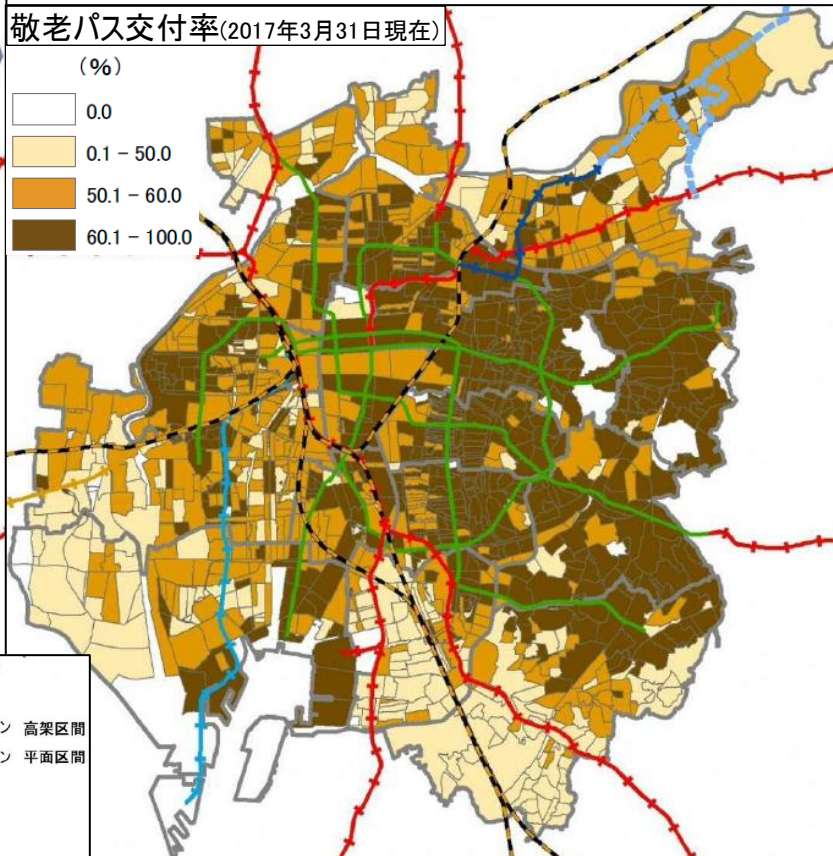 敬老パス交付率(2017年3月31日現在)
(%)
0.0
0.1 – 50.0
50.1 – 60.0
60.1 – 100.0
ン 高架区間
ン 平面区間